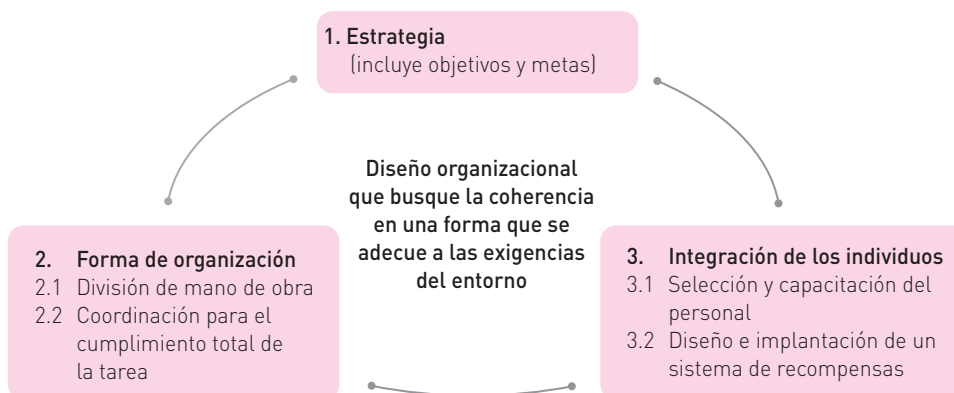 1. Estrategia
(incluye objetivos y metas)
Diseño organizacional
que busque la coherencia
en una forma que se
adecue a las exigencias
del entorno
2. Forma de organización
2.1 División de mano de obra
2.2 Coordinación para el
cumplimiento total de
la tarea
3. Integración de los individuos
3.1 Selección y capacitación del
personal
3.2 Diseño e implantación de un
sistema de recompensas